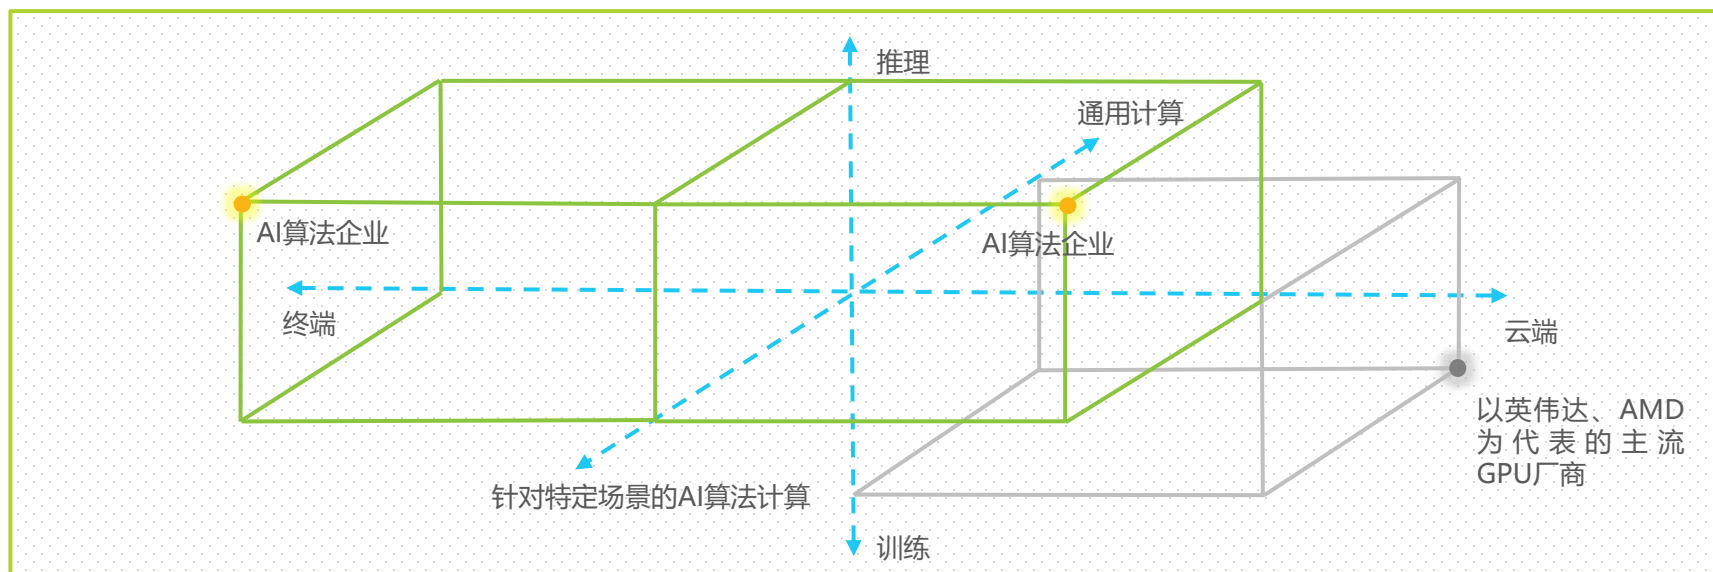 推理
通用计算
AI算法企业
AI算法企业
终端
云端
以英伟达、AMD
为代表的主流
GPU厂商
针对特定场景的AI算法计算
训练